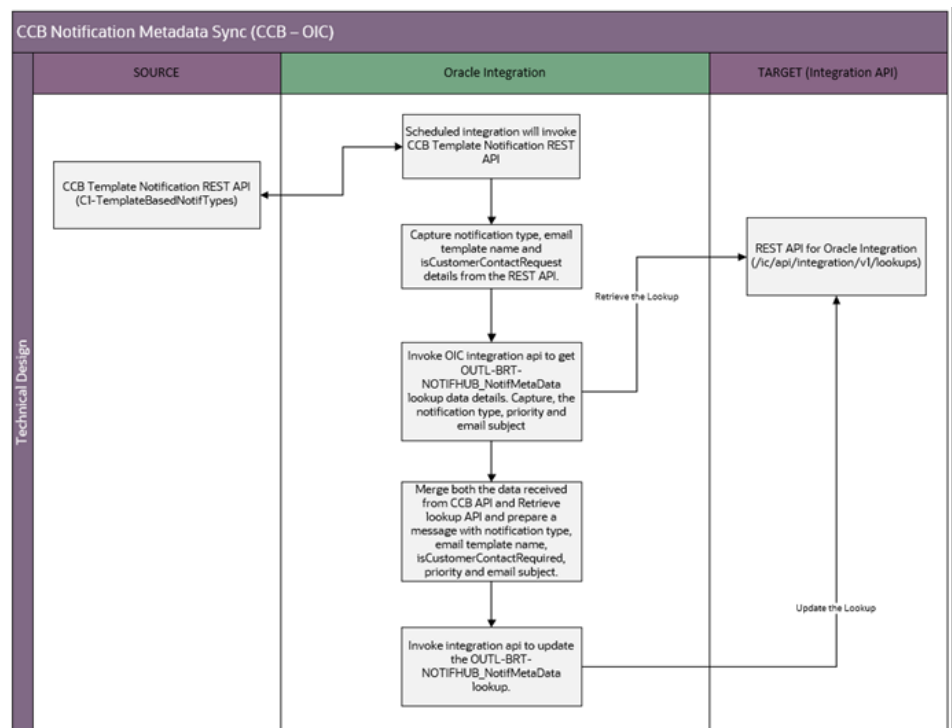 CCB Notification Metadata Sync (CCB – OIC)
SOURCE
Oracle Integration
TARGET (Integration API)
Technical Design
Scheduled integration will invoke
CCB Template Notification REST
API
CCB Template Notification REST API
(C1-TemplateBasedNotifTypes)
Capture notification type, email
template name and
isCustomerContactRequest
details from the REST API.
REST API for Oracle Integration
(/ic/api/integration/v1/lookups)
Retrieve the Lookup
Invoke OIC integration api to get
OUTL-BRT-
NOTIFHUB_NotifMetaData
lookup data details. Capture, the
notification type, priority and
email subject
Merge both the data received
from CCB API and Retrieve
lookup API and prepare a
message with notification type,
email template name,
isCustomerContactRequired,
priority and email subject.
Update the Lookup
Invoke integration api to update
the OUTL-BRT-
NOTIFHUB_NotifMetaData
lookup.